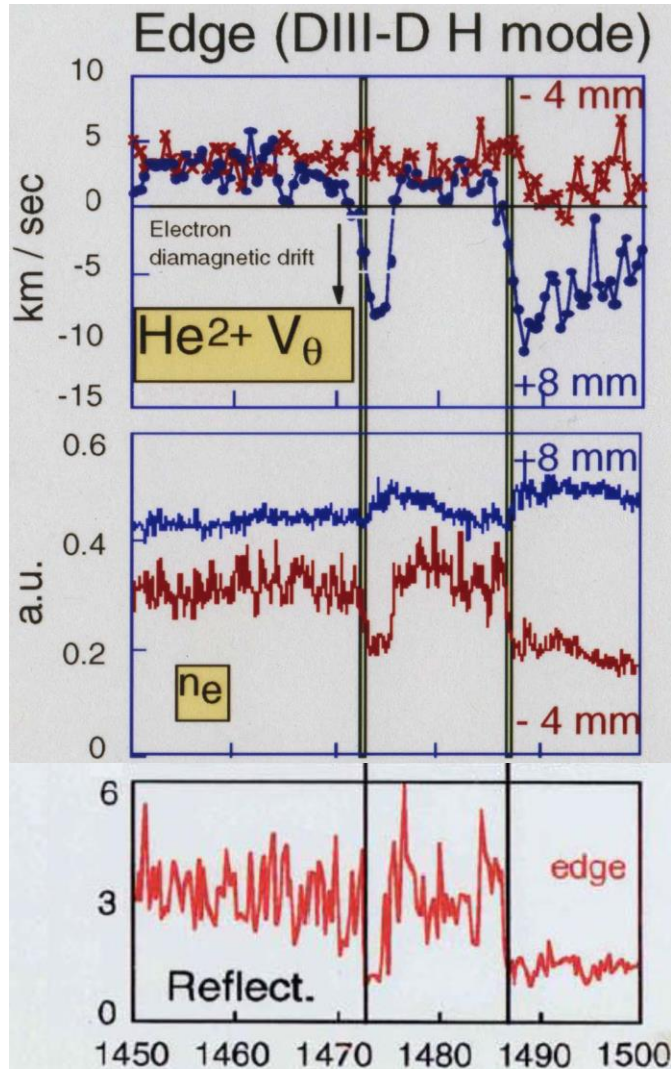 Edge (DIII-D H mode)
10
5
0
-5
-10
-15
km / sec
- 4 mm
Electron
diamagnetic drift
He2+ Vθ
+8 mm
0.6
0.4
0.2
0
a.u.
+8 mm
ne
- 4 mm
6
3
0
edge
Reflect.
1450 1460 1470 1480 1490 1500